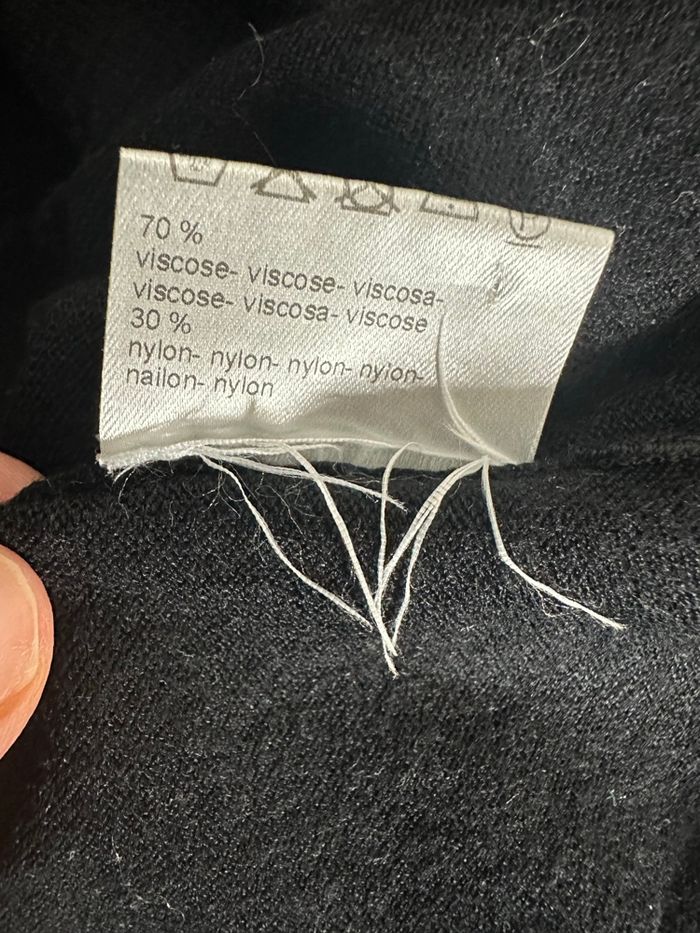 70 %
viscose- viscose- viscosa-
viscose- viscosa- viscose
30 %
nylon- nylon- nylon- nylon-
nailon- nylon